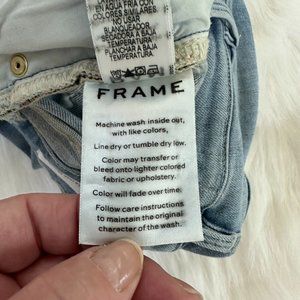 EN AGUA FRIA CON
COLORES SIMILARES.
NO USAR
BLANQUEADOR
SECADORA A BAJA
TEMPERATURA
PLANCHAR A BAJA
TEMPERATURA
FRAME
Machine wash inside out,
with like colors,
Line dry or tumble dry low.
Color may transfer or
bleed onto lighter-colored
fabric or upholstery.
Color will fade over time.
Follow care instructions
to maintain the original
character of the wash.